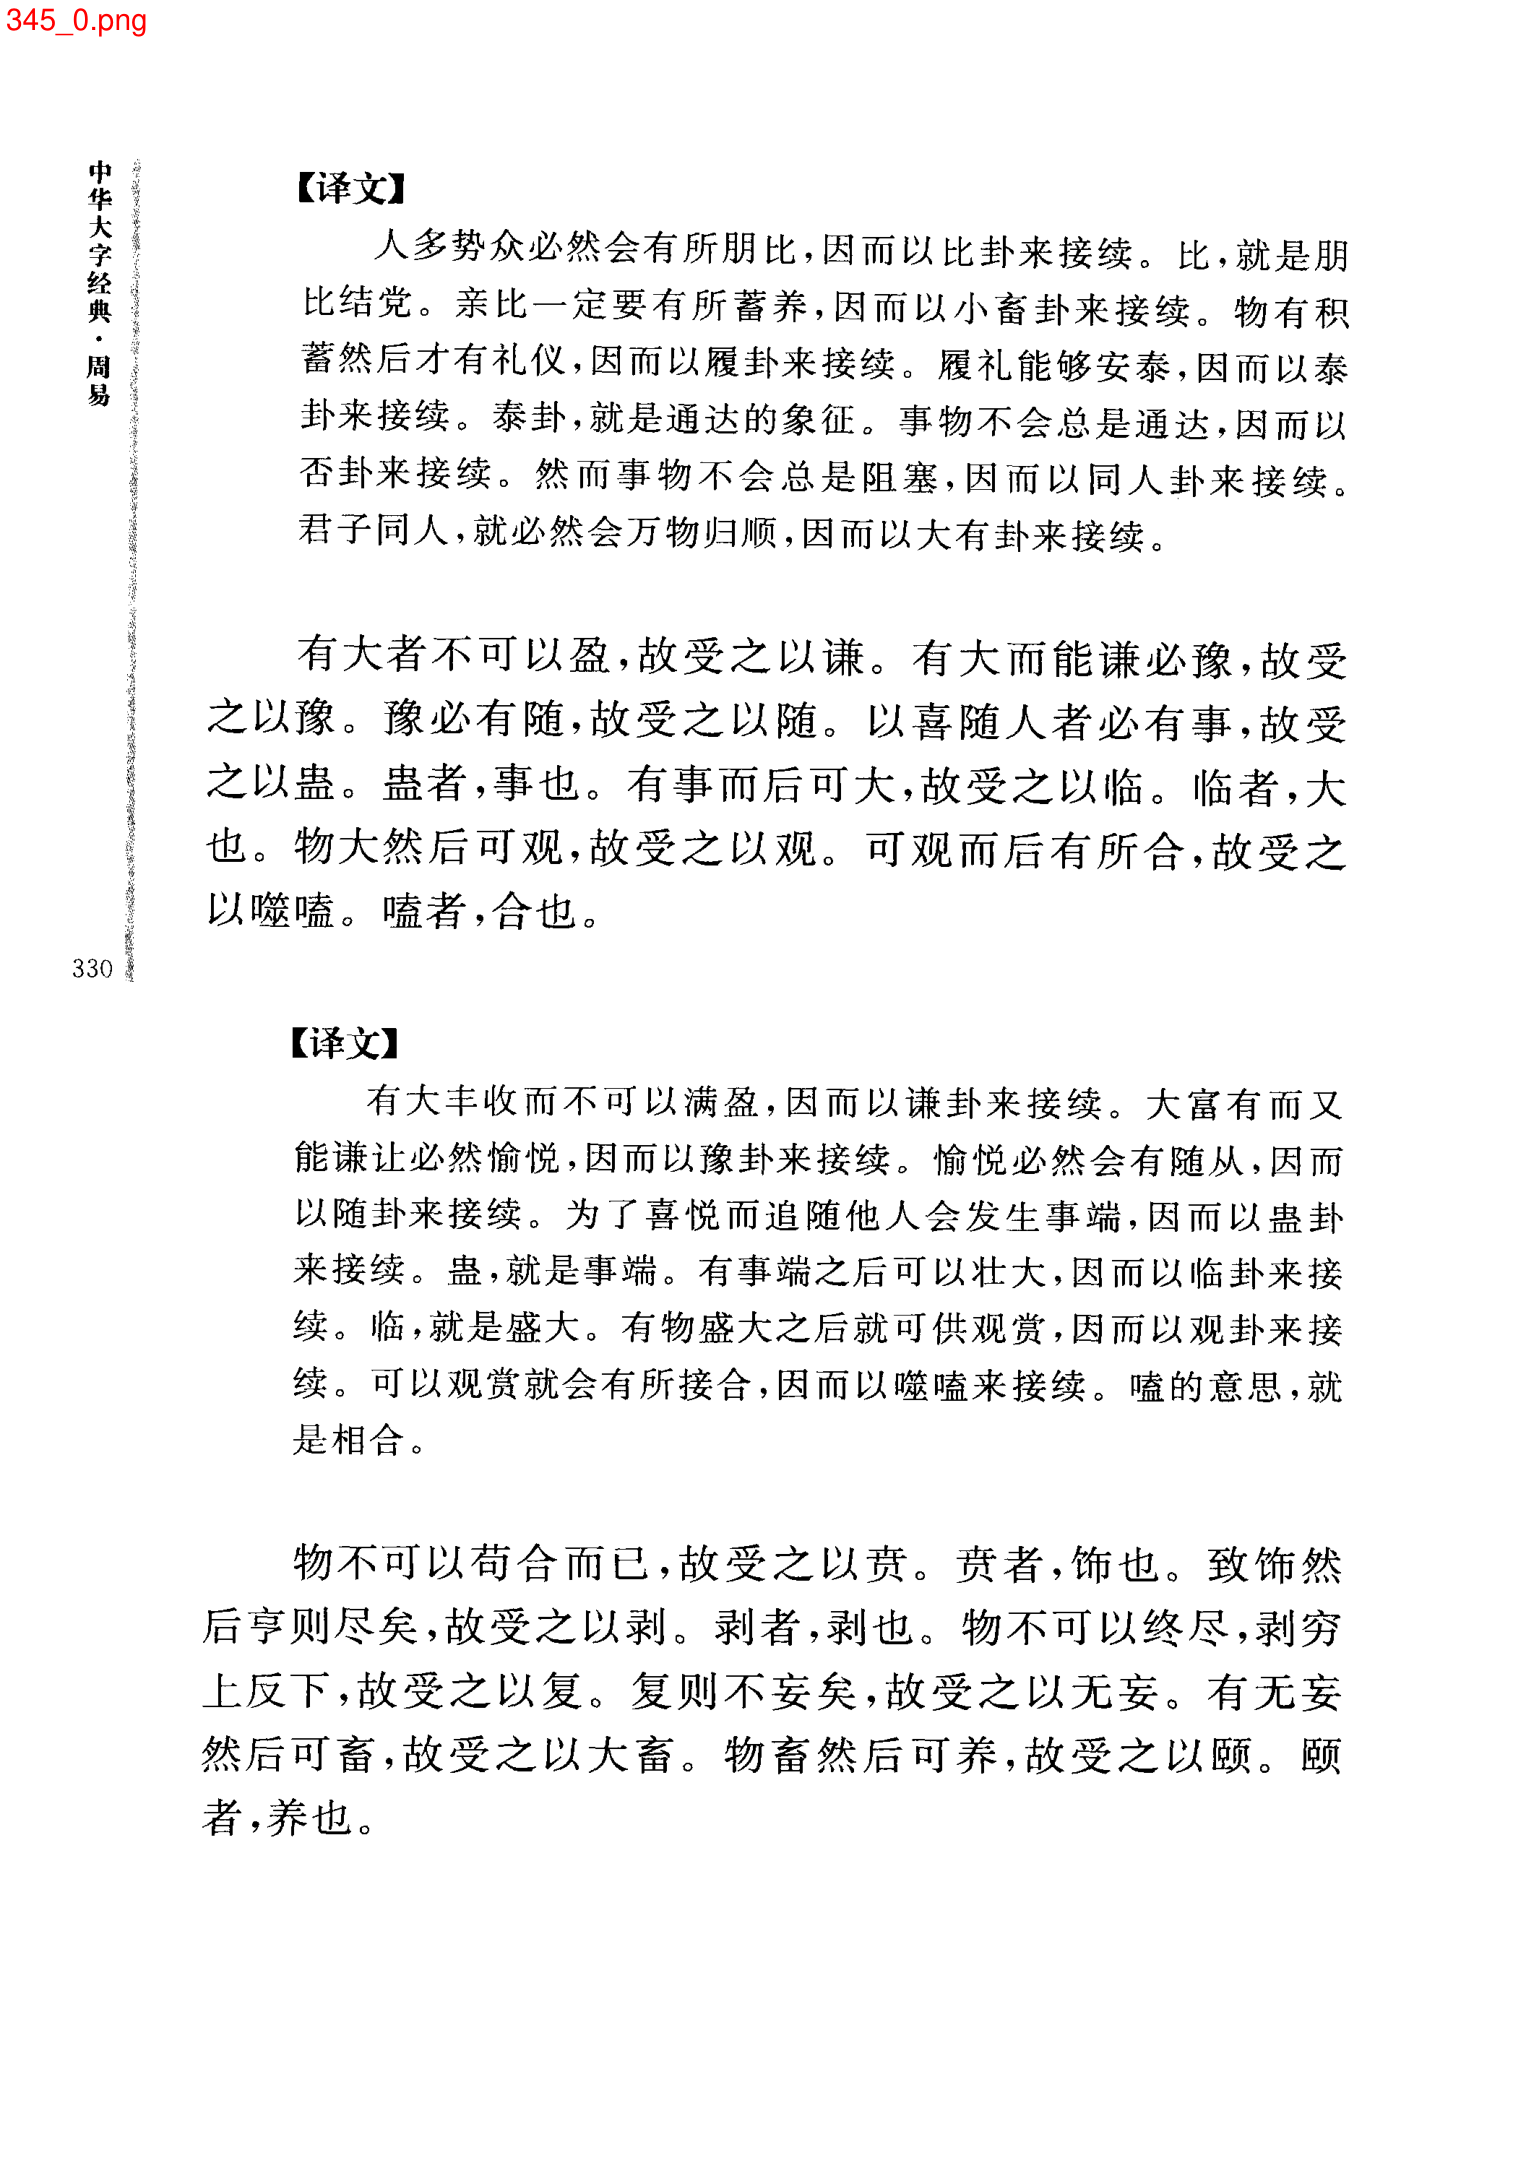 345_0.png
中华大字经典·周易
【译文】
人多势众必然会有所朋比,因而以比卦来接续。比,就是朋
比结党。亲比一定要有所蓄养,因而以小畜卦来接续。物有积
蓄然后才有礼仪,因而以履卦来接续。履礼能够安泰,因而以泰
卦来接续。泰卦,就是通达的象征。事物不会总是通达,因而以
否卦来接续。然而事物不会总是阻塞,因而以同人卦来接续。
君子同人,就必然会万物归顺,因而以大有卦来接续。
有大者不可以盈,故受之以谦。有大而能谦必豫,故受
之以豫。豫必有随,故受之以随。以喜随人者必有事,故受
之以蛊。蛊者,事也。有事而后可大,故受之以临。临者,大
也。物大然后可观,故受之以观。可观而后有所合,故受之
以噬嗑。嗑者,合也。
330
【译文】
有大丰收而不可以满盈,因而以谦卦来接续。大富有而又
能谦让必然愉悦,因而以豫卦来接续。愉悦必然会有随从,因而
以随卦来接续。为了喜悦而追随他人会发生事端,因而以蛊卦
来接续。蛊,就是事端。有事端之后可以壮大,因而以临卦来接
续。临,就是盛大。有物盛大之后就可供观赏,因而以观卦来接
续。可以观赏就会有所接合,因而以噬嗑来接续。嗑的意思,就
是相合。
物不可以苟合而已,故受之以贲。贲者,饰也。致饰然
后亨则尽矣,故受之以剥。剥者,剥也。物不可以终尽,剥穷
上反下,故受之以复。复则不妄矣,故受之以无妄。有无妄
然后可畜,故受之以大畜。物畜然后可养,故受之以颐。颐
者,养也。